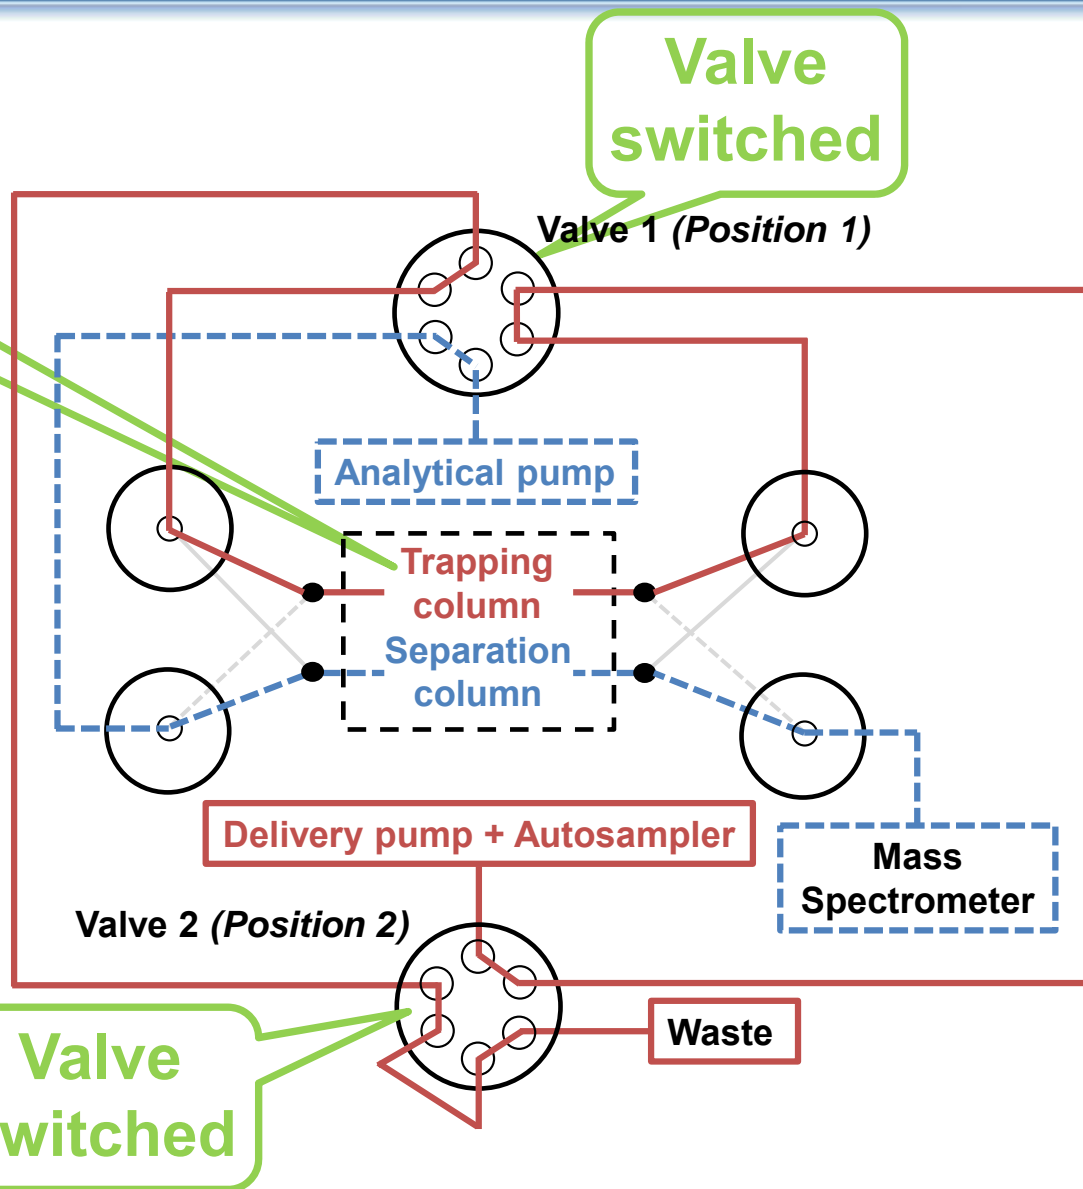 Valve
switched
Valve 1 (Position 1)
Analytical pump
Trapping
column
Separation
column
Delivery pump + Autosampler
Mass
Spectrometer
Valve 2 (Position 2)
Waste
Valve
witched